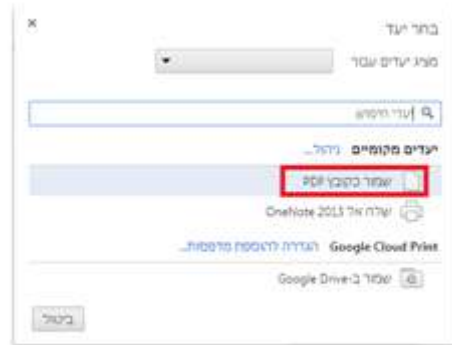 בחר יעד
מציג יעדים עבור
יעדי חיפוש
יעדים מקומיים ניהול...
שמור כקובץ PDF
שלח אל OneNote 2013
Google Cloud Print הגדרה להוספת מדפסות...
שמור ב-Google Drive
ביטול